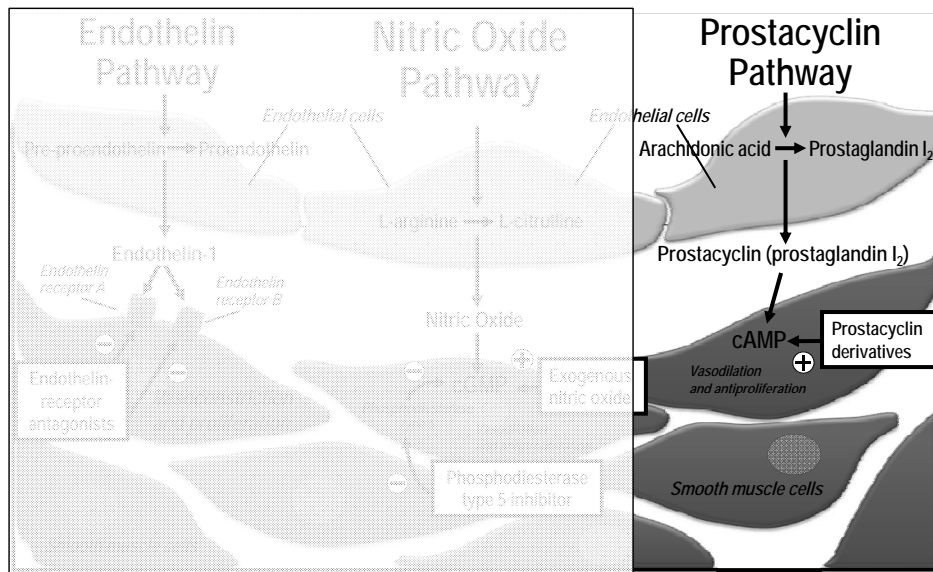 Endothelin
Pathway
Nitric Oxide
Pathway
Prostacyclin
Pathway
Endothelial cells
Endothelial cells
Pre-proendothelin
Proendothelin
L-arginine
L-citrulline
Arachidonic acid
Prostaglandin I₂
Endothelin-1
Endothelin
receptor A
Endothelin
receptor B
Nitric Oxide
Prostacyclin (prostaglandin I₂)
cAMP
Prostacyclin
derivatives
Vasodilation
and antiproliferation
Endothelin-
receptor
antagonists
cGMP
Exogenous
nitric oxide
Phosphodiesterase
type 5 inhibitor
Smooth muscle cells